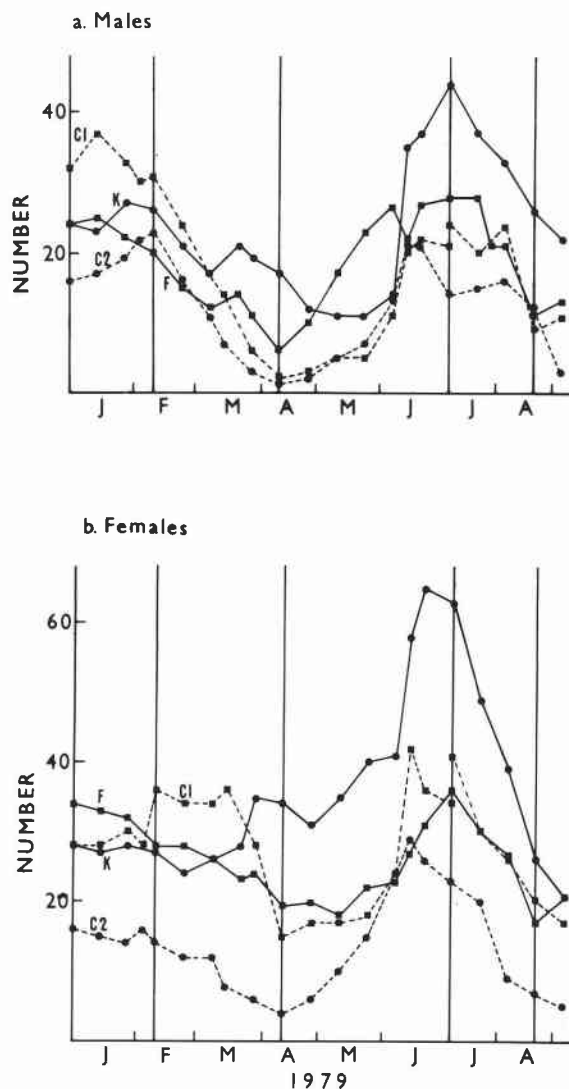 a. Males
40
C1
K
20
C2
F
NUMBER
J F M A M J J A
b. Females
60
40
F
C1
K
20
C2
NUMBER
J F M A M J J A
1979